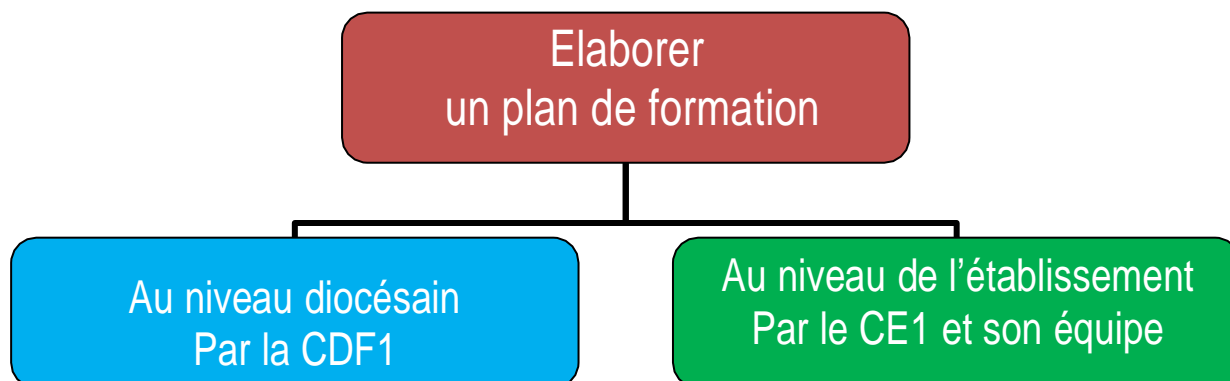 Elaborer
un plan de formation
Au niveau diocésain
Par la CDF1
Au niveau de l’établissement
Par le CE1 et son équipe